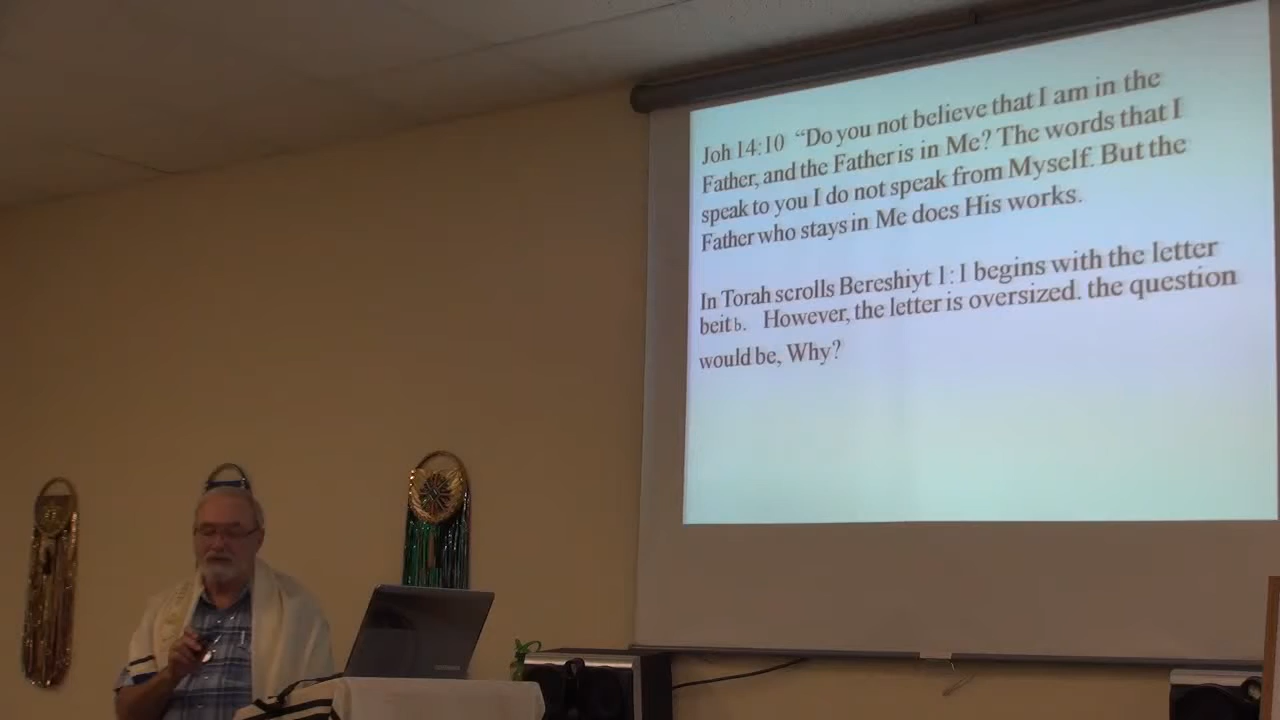 Joh 14:10 “Do you not believe that I am in the
Father, and the Father is in Me? The words that I
speak to you I do not speak from Myself. But the
Father who stays in Me does His works.
In Torah scrolls Bereshiyt 1:1 begins with the letter
beit b. However, the letter is oversized. the question
would be, Why?